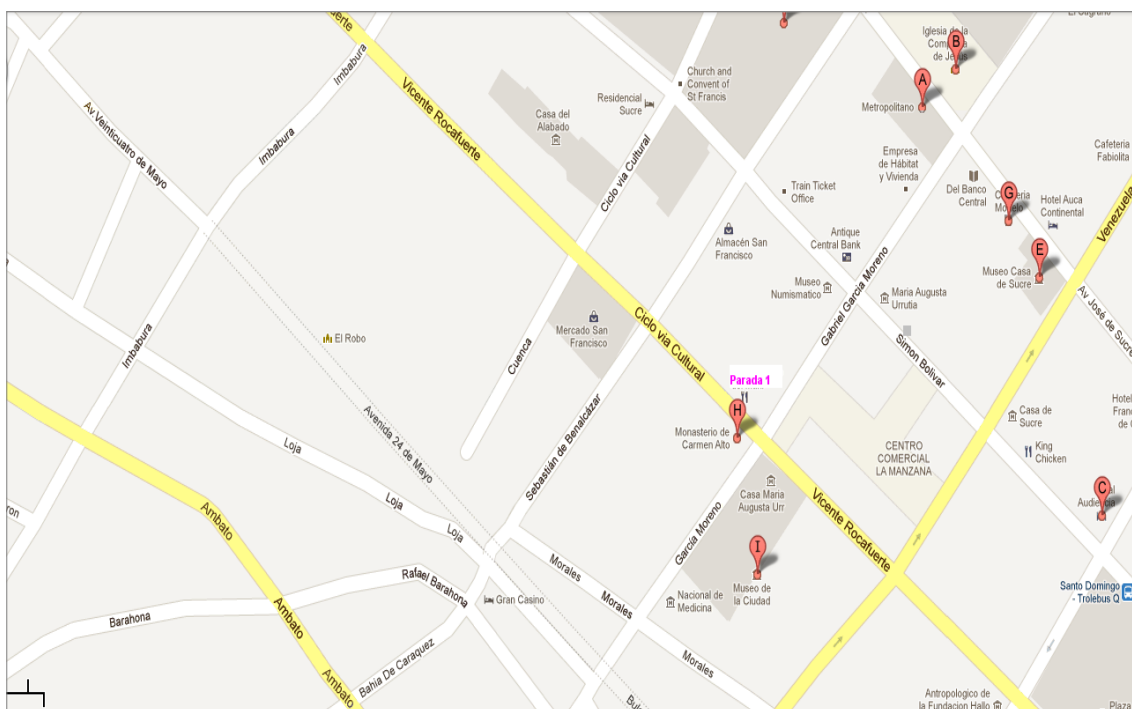 El Sagrario
B
Iglesia de la
de Jesús
A
Metropolitano
Church and
Convent of
St Francis
Residencial
Sucre
Casa del
Alabado
Vicente Rocafuerte
Imbabura
Imbabura
Av Veinticuatro de Mayo
Ciclo via Cultural
Empresa
de Hábitat
y Vivienda
Cafeteria
Fabiolita
Train Ticket
Office
Del Banco
Central
G
Hotel Auca
Continental
Venezuela
Almacén San
Francisco
Antique
Central Bank
E
Museo Casa
de Sucre
Museo
Numismatico
Maria Augusta
Urrutia
Gabriel García Moreno
Av José de Sucre
Simon Bolivar
Mercado San
Francisco
Ciclo via Cultural
El Robo
Imbabura
Cuenca
Parada 1
H
Monasterio de
Carmen Alto
Sebastián de Benalcázar
Avenida 24 de Mayo
Loja
Loja
Loja
Casa de
Sucre
King
Chicken
CENTRO
COMERCIAL
LA MANZANA
C
Audiencia
Casa Maria
Augusta Urr
Vicente Rocafuerte
García Moreno
I
Museo de
la Ciudad
Nacional de
Medicina
Morales
Morales
Morales
Ambato
Ambato
Ambato
Rafael Barahona
Barahona
Gran Casino
Bahia De Caraquez
Santo Domingo
- Trolebus Q
Antropologico de
la Fundacion Hallo
Plaza